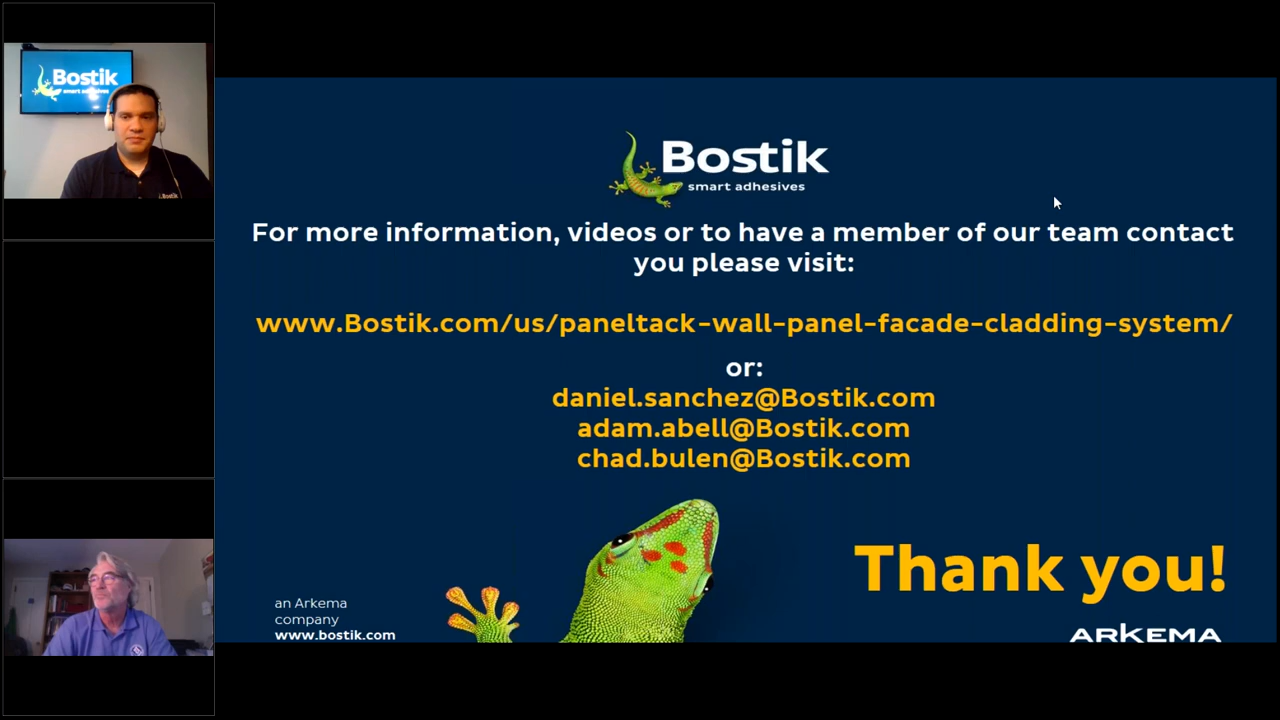 Bostik
smart adhesives
Bostik
Bostik
smart adhesives
For more information, videos or to have a member of our team contact
you please visit:
www.Bostik.com/us/paneltack-wall-panel-facade-cladding-system/
or:
daniel.sanchez@Bostik.com
adam.abell@Bostik.com
chad.bulen@Bostik.com
Thank you!
an Arkema
company
www.bostik.com
ARKEMA